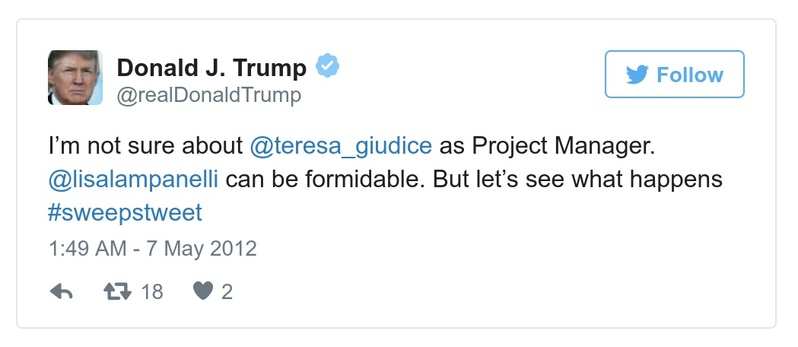 Donald J. Trump
@realDonaldTrump
Follow
I’m not sure about @teresa_giudice as Project Manager.
@lisalampanelli can be formidable. But let’s see what happens
#sweepstweet
1:49 AM - 7 May 2012
18 2